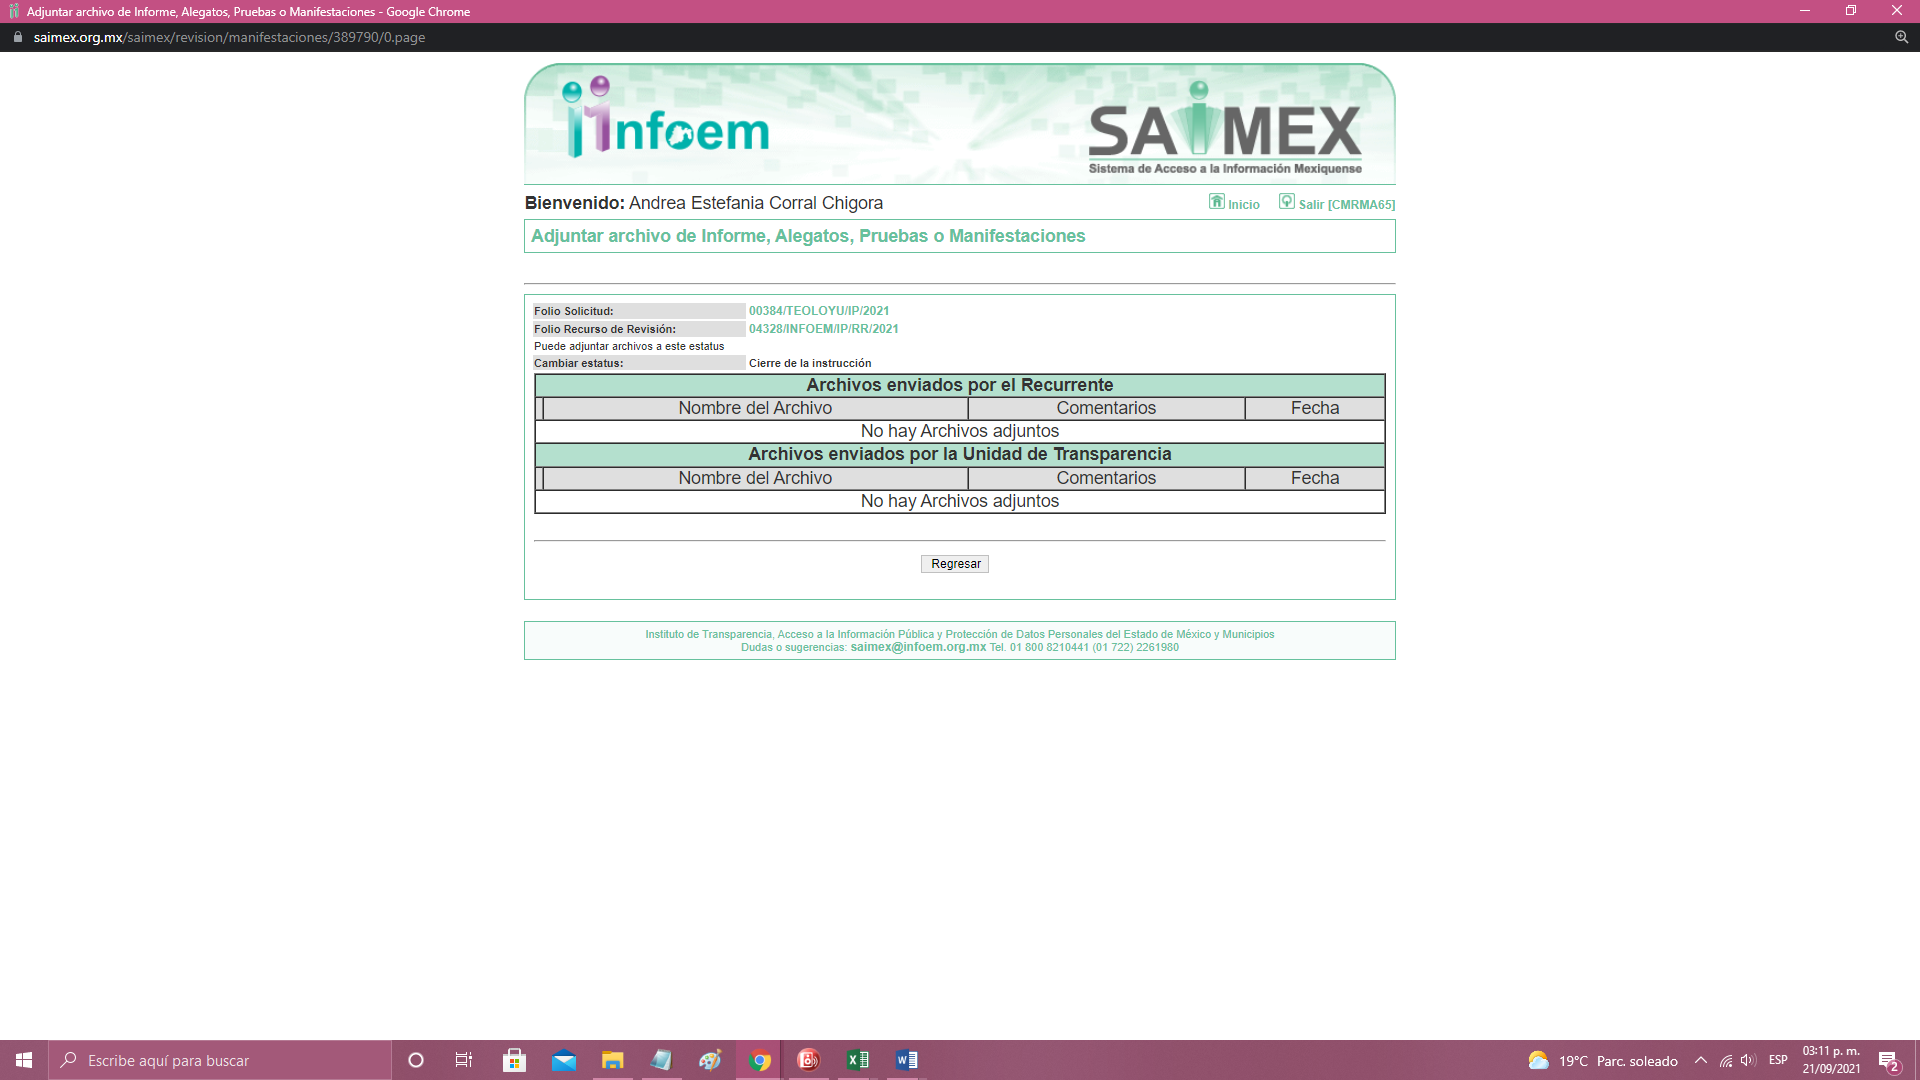 Adjuntar archivo de Informe, Alegatos, Pruebas o Manifestaciones - Google Chrome
saimex.org.mx/saimex/revision/manifestaciones/389790/0.page
infoem
SAIMEX
Sistema de Acceso a la Información Mexiquense
Bienvenido: Andrea Estefania Corral Chigora
Inicio Salir [CMRMA65]
Adjuntar archivo de Informe, Alegatos, Pruebas o Manifestaciones
Folio Solicitud: 00384/TEOLOYU/IP/2021
Folio Recurso de Revisión: 04328/INFOEM/IP/RR/2021
Puede adjuntar archivos a este estatus
Cambiar estatus: Cierre de la instrucción
Archivos enviados por el Recurrente
Nombre del Archivo Comentarios Fecha
No hay Archivos adjuntos
Archivos enviados por la Unidad de Transparencia
Nombre del Archivo Comentarios Fecha
No hay Archivos adjuntos
Regresar
Instituto de Transparencia, Acceso a la Información Pública y Protección de Datos Personales del Estado de México y Municipios
Dudas o sugerencias: saimex@infoem.org.mx Tel. 01 800 8210441 (01 722) 2261980
Escribe aquí para buscar
19°C Parc. soleado
ESP
03:11 p. m.
21/09/2021
2